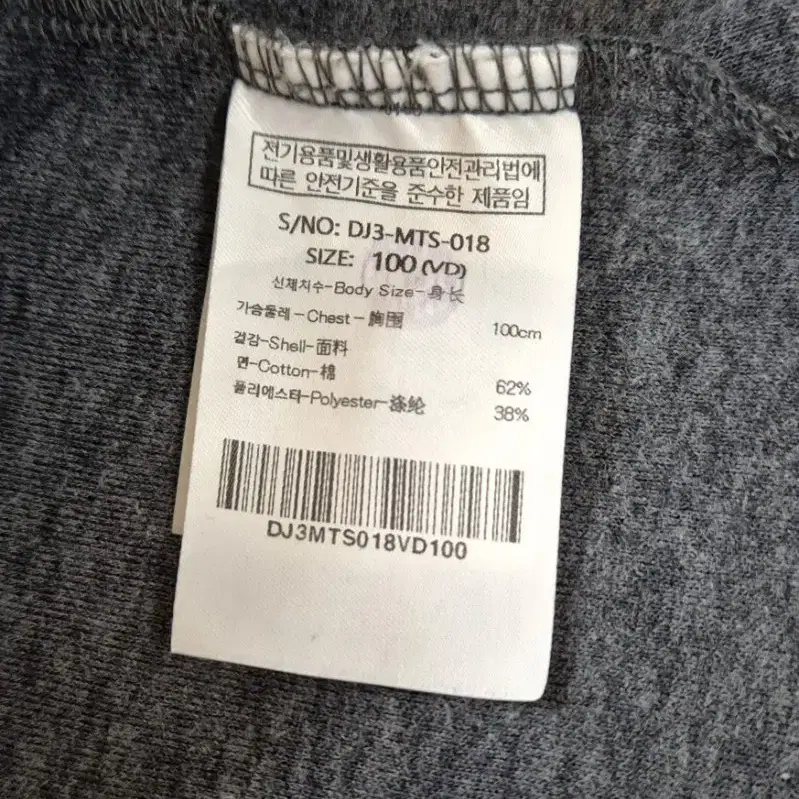 전기용품및생활용품안전관리법에
따른 안전기준을 준수한 제품임
S/NO: DJ3-MTS-018
SIZE: 100 (VD)
신체치수-Body Size-身长
가슴둘레-Chest-胸围 100cm
겉감-Shell-面料
면-Cotton-棉 62%
폴리에스터-Polyester-涤纶 38%
DJ3MTS018VD100